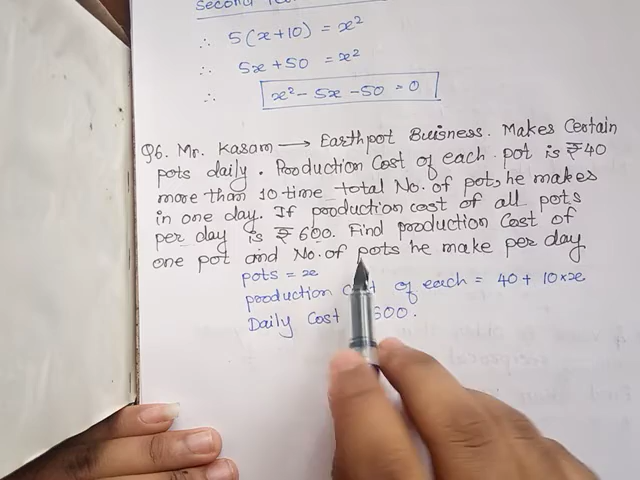 ∴ 5(x+10) = x²
∴ 5x+50 = x²
∴ x² - 5x - 50 = 0
Q6. Mr. Kasam → Earthpot Buisness. Makes Certain
pots daily. Production Cost of each pot is ₹40
more than 10 time total No. of pot, he makes
in one day. If production cost of all pots
per day is ₹ 600. Find production Cost of
one pot and No. of pots he make per day
pots = x
production cost of each = 40 + 10×x
Daily Cost 600.